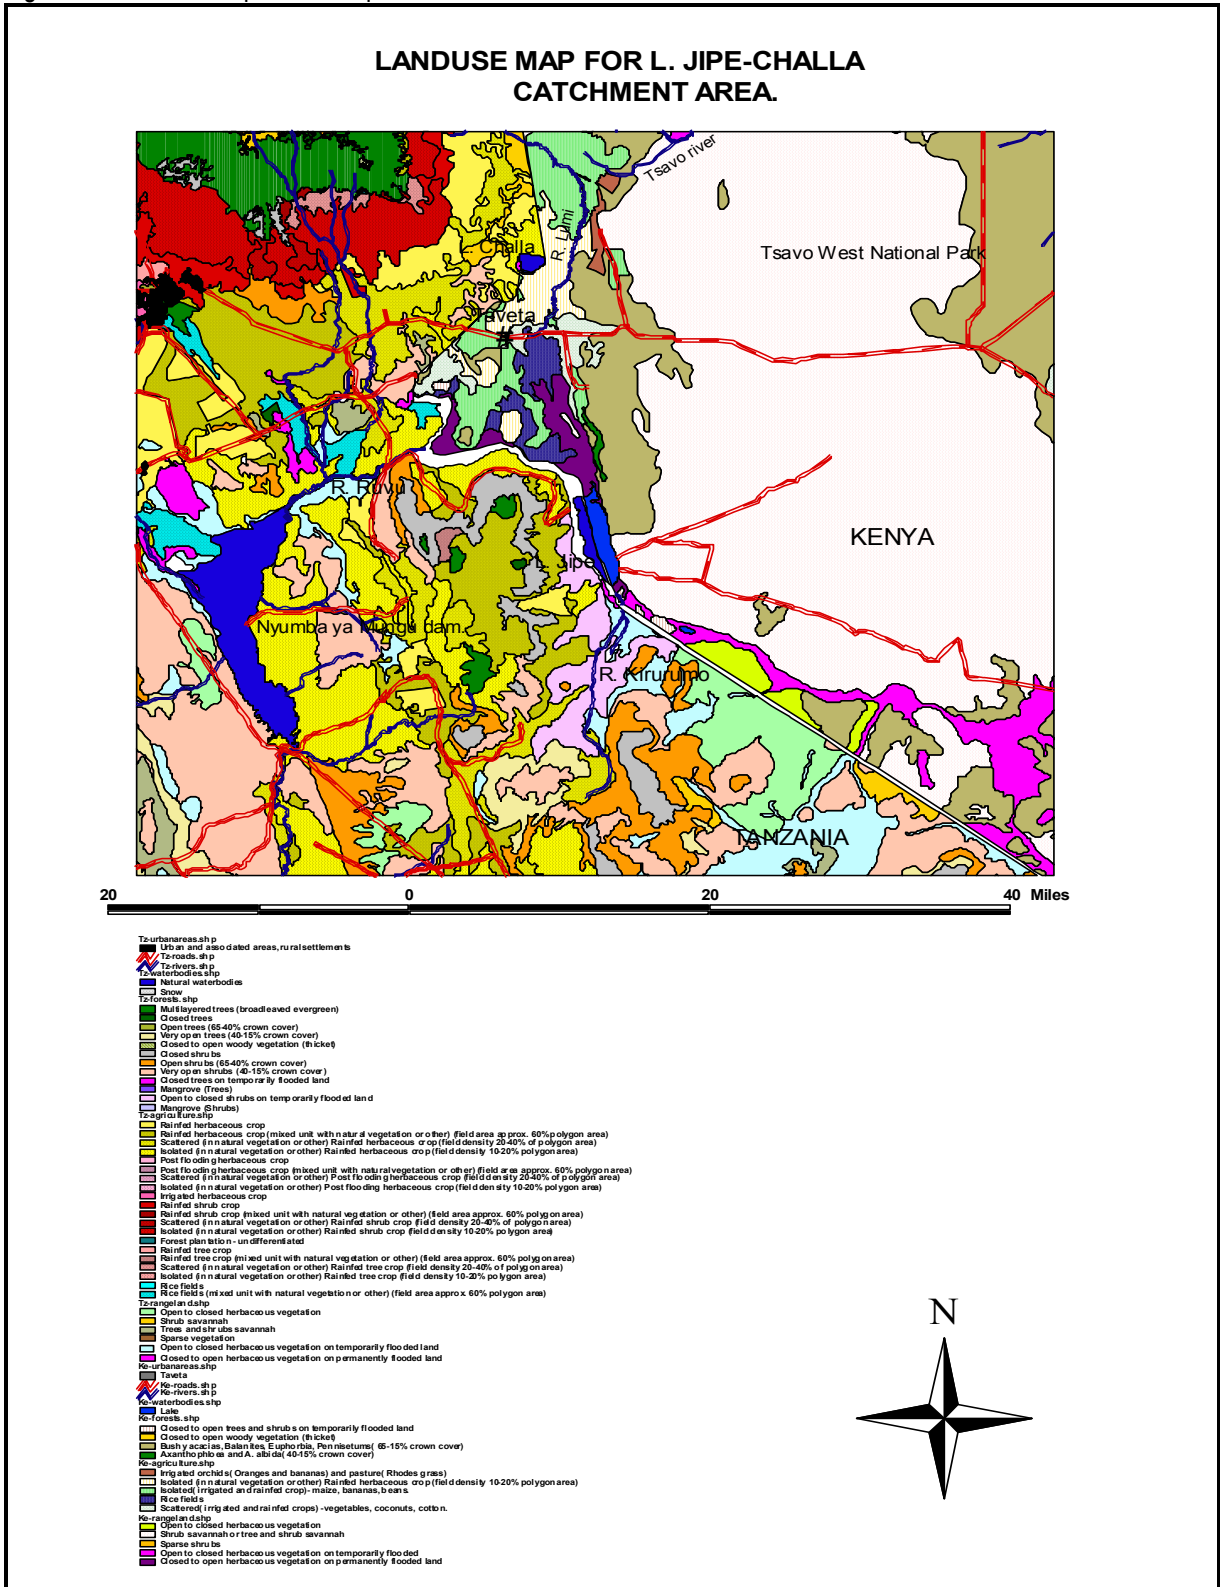 LANDUSE MAP FOR L. JIPE-CHALLA
CATCHMENT AREA.
Tsavo river
R. Lumi
L. Challa
Tsavo West National Park
Taveta
R. Ruvu
KENYA
L. Jipe
Nyumba ya Mungu dam.
R. Kirurumo
TANZANIA
20 0 20 40 Miles
Tz-urbanareas.shp
Urban and associated areas, rural settlements
Tz-roads.shp
Tz-rivers.shp
Tz-waterbodies.shp
Natural waterbodies
Snow
Tz-forests.shp
Multilayered trees (broadleaved evergreen)
Closed trees
Open trees (65-40% crown cover)
Very open trees (40-15% crown cover)
Closed to open woody vegetation (thicket)
Closed shrubs
Open shrubs (65-40% crown cover)
Very open shrubs (40-15% crown cover)
Closed trees on temporarily flooded land
Mangrove (Trees)
Open to closed shrubs on temporarily flooded land
Mangrove (Shrubs)
Tz-agriculture.shp
Rainfed herbaceous crop
Rainfed herbaceous crop (mixed unit with natural vegetation or other) (field area approx. 60% polygon area)
Scattered (in natural vegetation or other) Rainfed herbaceous crop (field density 20-40% of polygon area)
Isolated (in natural vegetation or other) Rainfed herbaceous crop (field density 10-20% polygon area)
Post flooding herbaceous crop
Post flooding herbaceous crop (mixed unit with natural vegetation or other) (field area approx. 60% polygon area)
Scattered (in natural vegetation or other) Post flooding herbaceous crop (field density 20-40% of polygon area)
Isolated (in natural vegetation or other) Post flooding herbaceous crop (field density 10-20% polygon area)
Irrigated herbaceous crop
Rainfed shrub crop
Rainfed shrub crop (mixed unit with natural vegetation or other) (field area approx. 60% polygon area)
Scattered (in natural vegetation or other) Rainfed shrub crop (field density 20-40% of polygon area)
Isolated (in natural vegetation or other) Rainfed shrub crop (field density 10-20% polygon area)
Forest plantation - undifferentiated
Rainfed tree crop
Rainfed tree crop (mixed unit with natural vegetation or other) (field area approx. 60% polygon area)
Scattered (in natural vegetation or other) Rainfed tree crop (field density 20-40% of polygon area)
Isolated (in natural vegetation or other) Rainfed tree crop (field density 10-20% polygon area)
Rice fields
Rice fields (mixed unit with natural vegetation or other) (field area approx. 60% polygon area)
Tz-rangeland.shp
Open to closed herbaceous vegetation
Shrub savannah
Trees and shrubs savannah
Sparse vegetation
Open to closed herbaceous vegetation on temporarily flooded land
Closed to open herbaceous vegetation on permanently flooded land
Ke-urbanareas.shp
Taveta
Ke-roads.shp
Ke-rivers.shp
Ke-waterbodies.shp
Lake
Ke-forests.shp
Closed to open trees and shrubs on temporarily flooded land
Closed to open woody vegetation (thicket)
Bushy acacias, Balanites, Euphorbia, Pennisetums( 65-15% crown cover)
Axanthophloea and A. albida( 40-15% crown cover)
Ke-agriculture.shp
Irrigated orchids( Oranges and bananas) and pasture( Rhodes grass)
Isolated (in natural vegetation or other) Rainfed herbaceous crop (field density 10-20% polygon area)
Isolated( irrigated and rainfed crop)- maize, bananas, beans.
Rice fields
Scattered( irrigated and rainfed crops) -vegetables, coconuts, cotton.
Ke-rangeland.shp
Open to closed herbaceous vegetation
Shrub savannah or tree and shrub savannah
Sparse shrubs
Open to closed herbaceous vegetation on temporarily flooded
Closed to open herbaceous vegetation on permanently flooded land
N